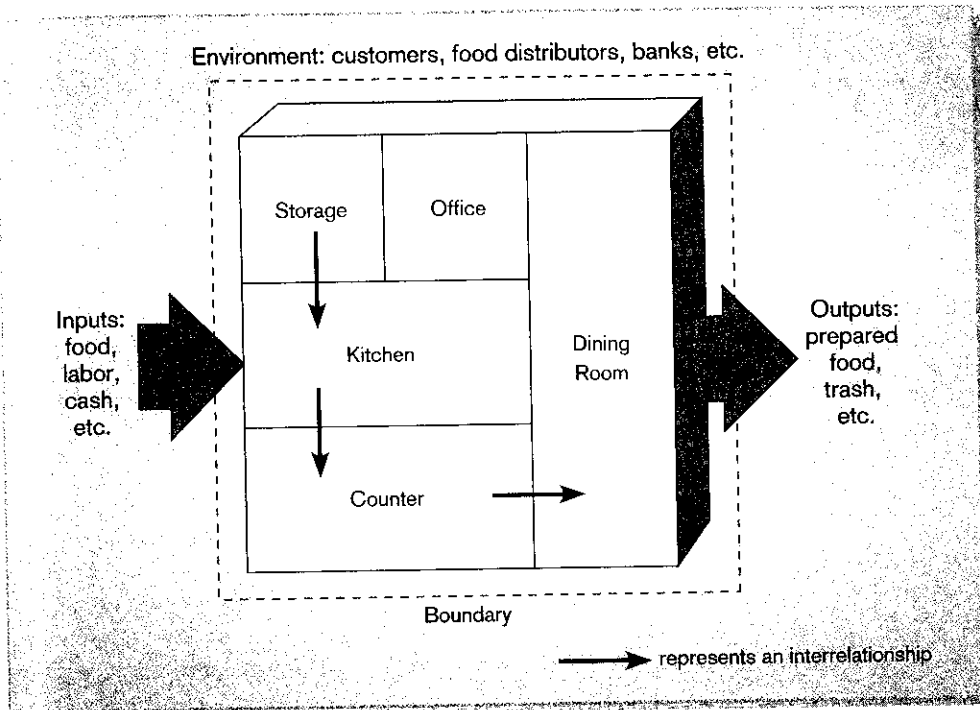 Environment: customers, food distributors, banks, etc.
Storage
Office
Inputs:
food,
labor,
cash,
etc.
Kitchen
Dining
Room
Outputs:
prepared
food,
trash,
etc.
Counter
Boundary
represents an interrelationship